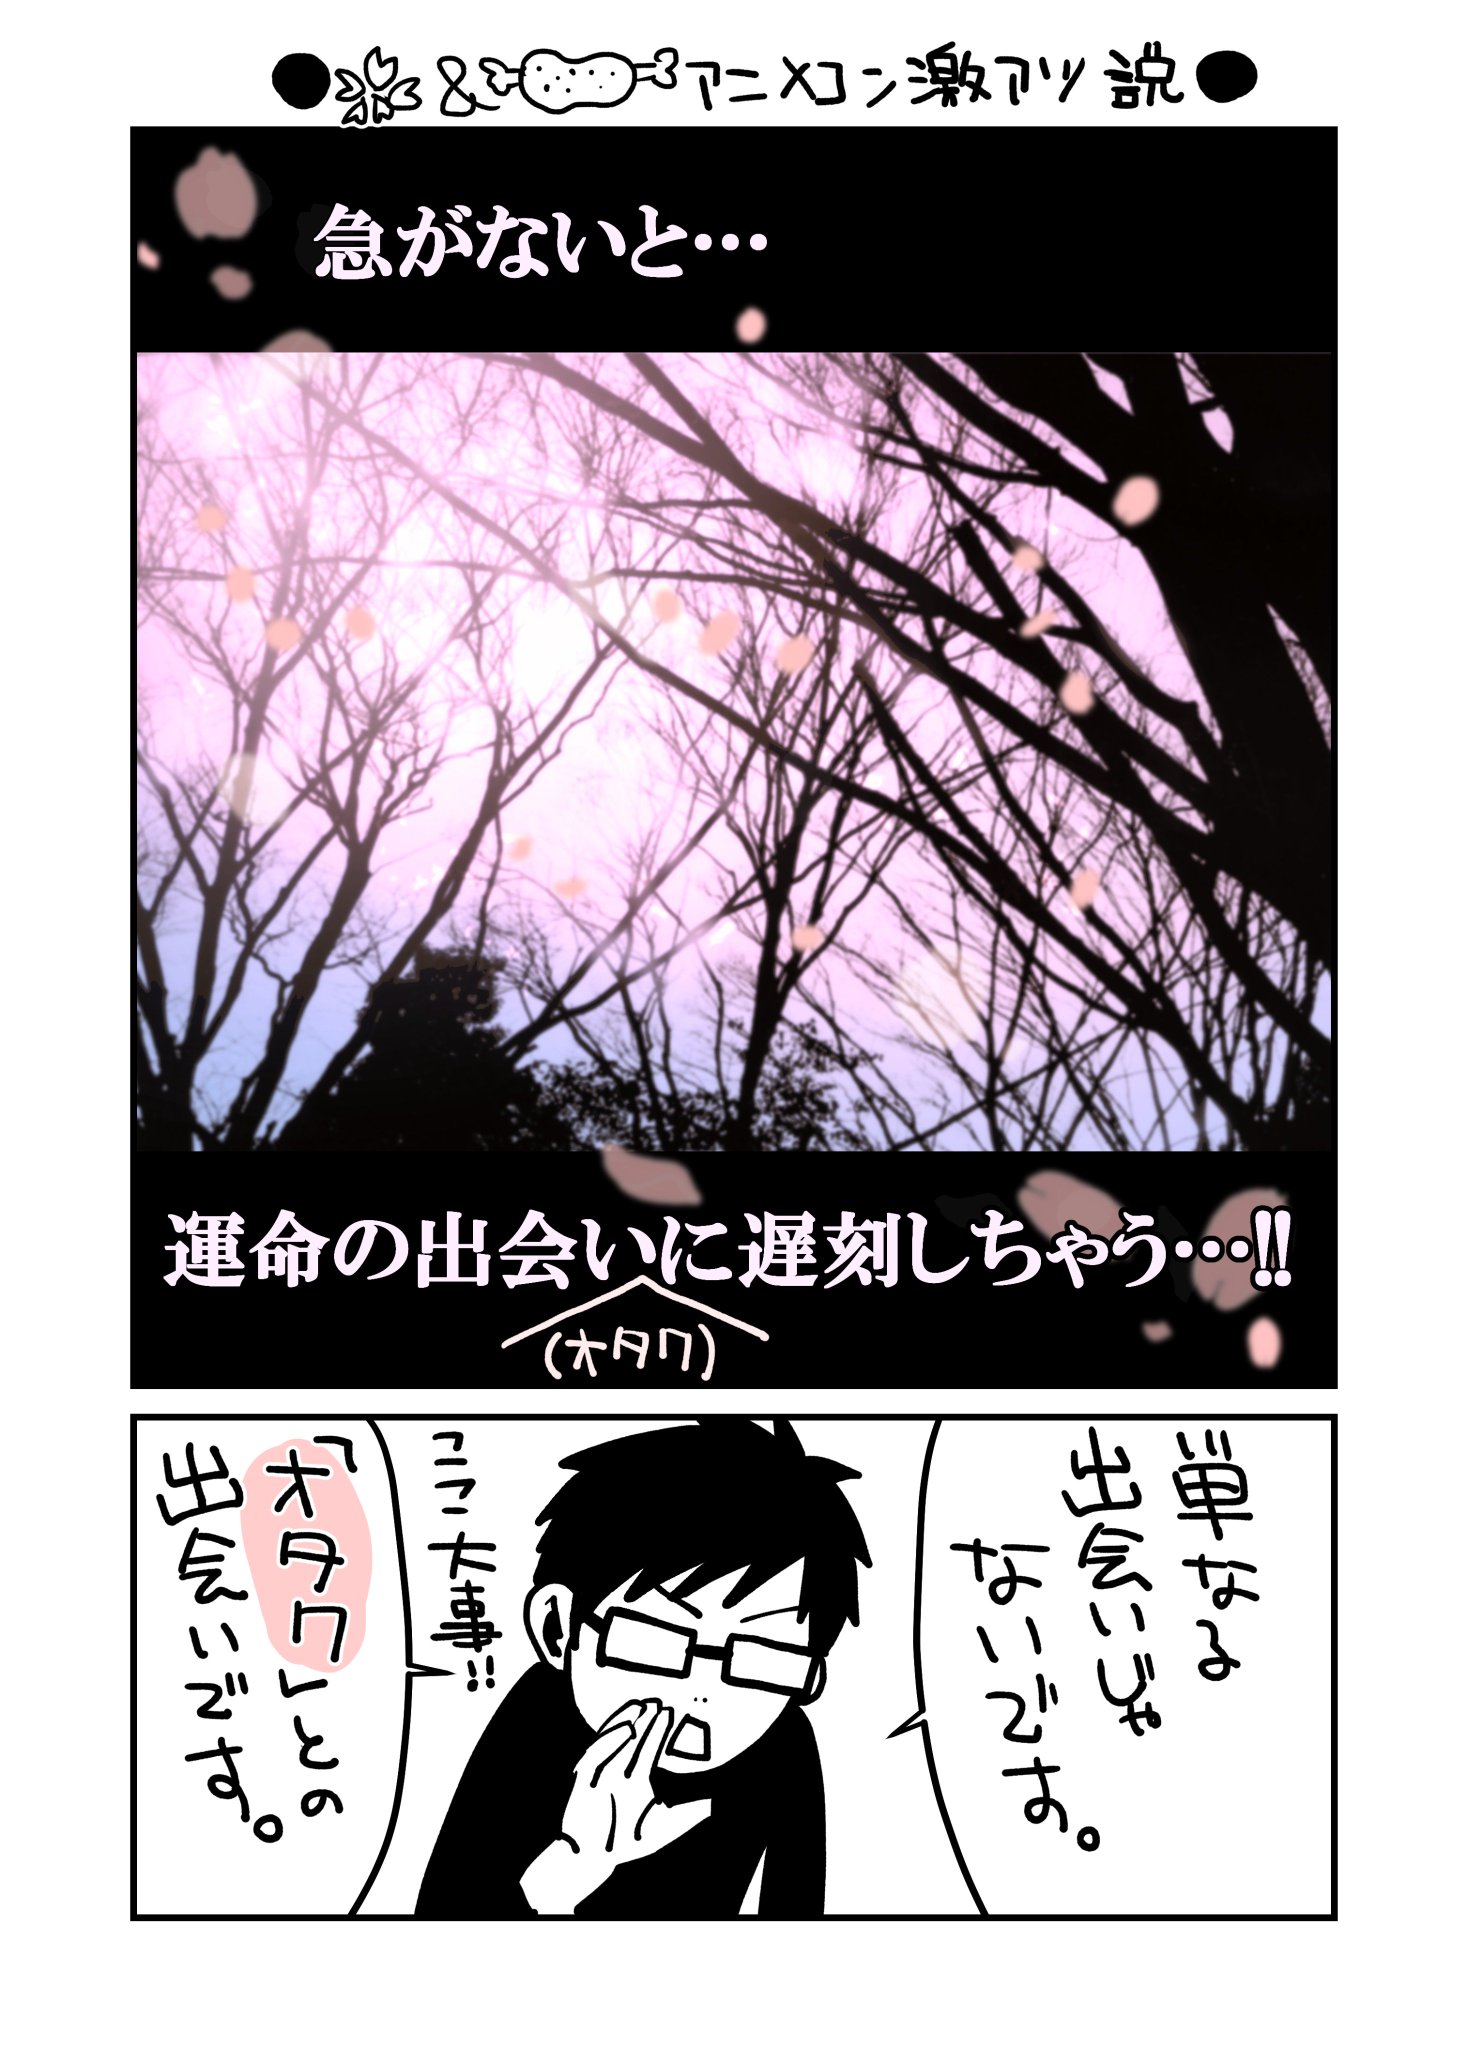 &アニメコン激アツ説
急がないと…
運命の出会いに遅刻しちゃう…!!
(オタク)
単なる
出会いじゃ
ないです。
ココ大事!!
「オタク」との
出会いです。